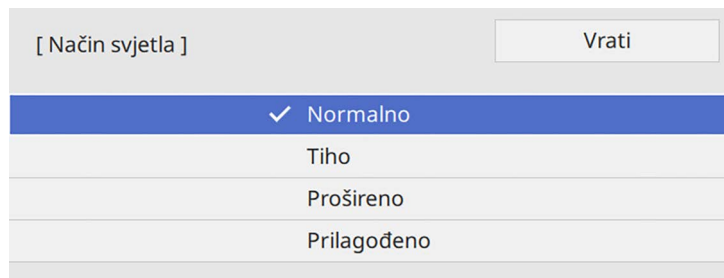 [ Način svjetla ]
Vrati
Normalno
Tiho
Prošireno
Prilagođeno